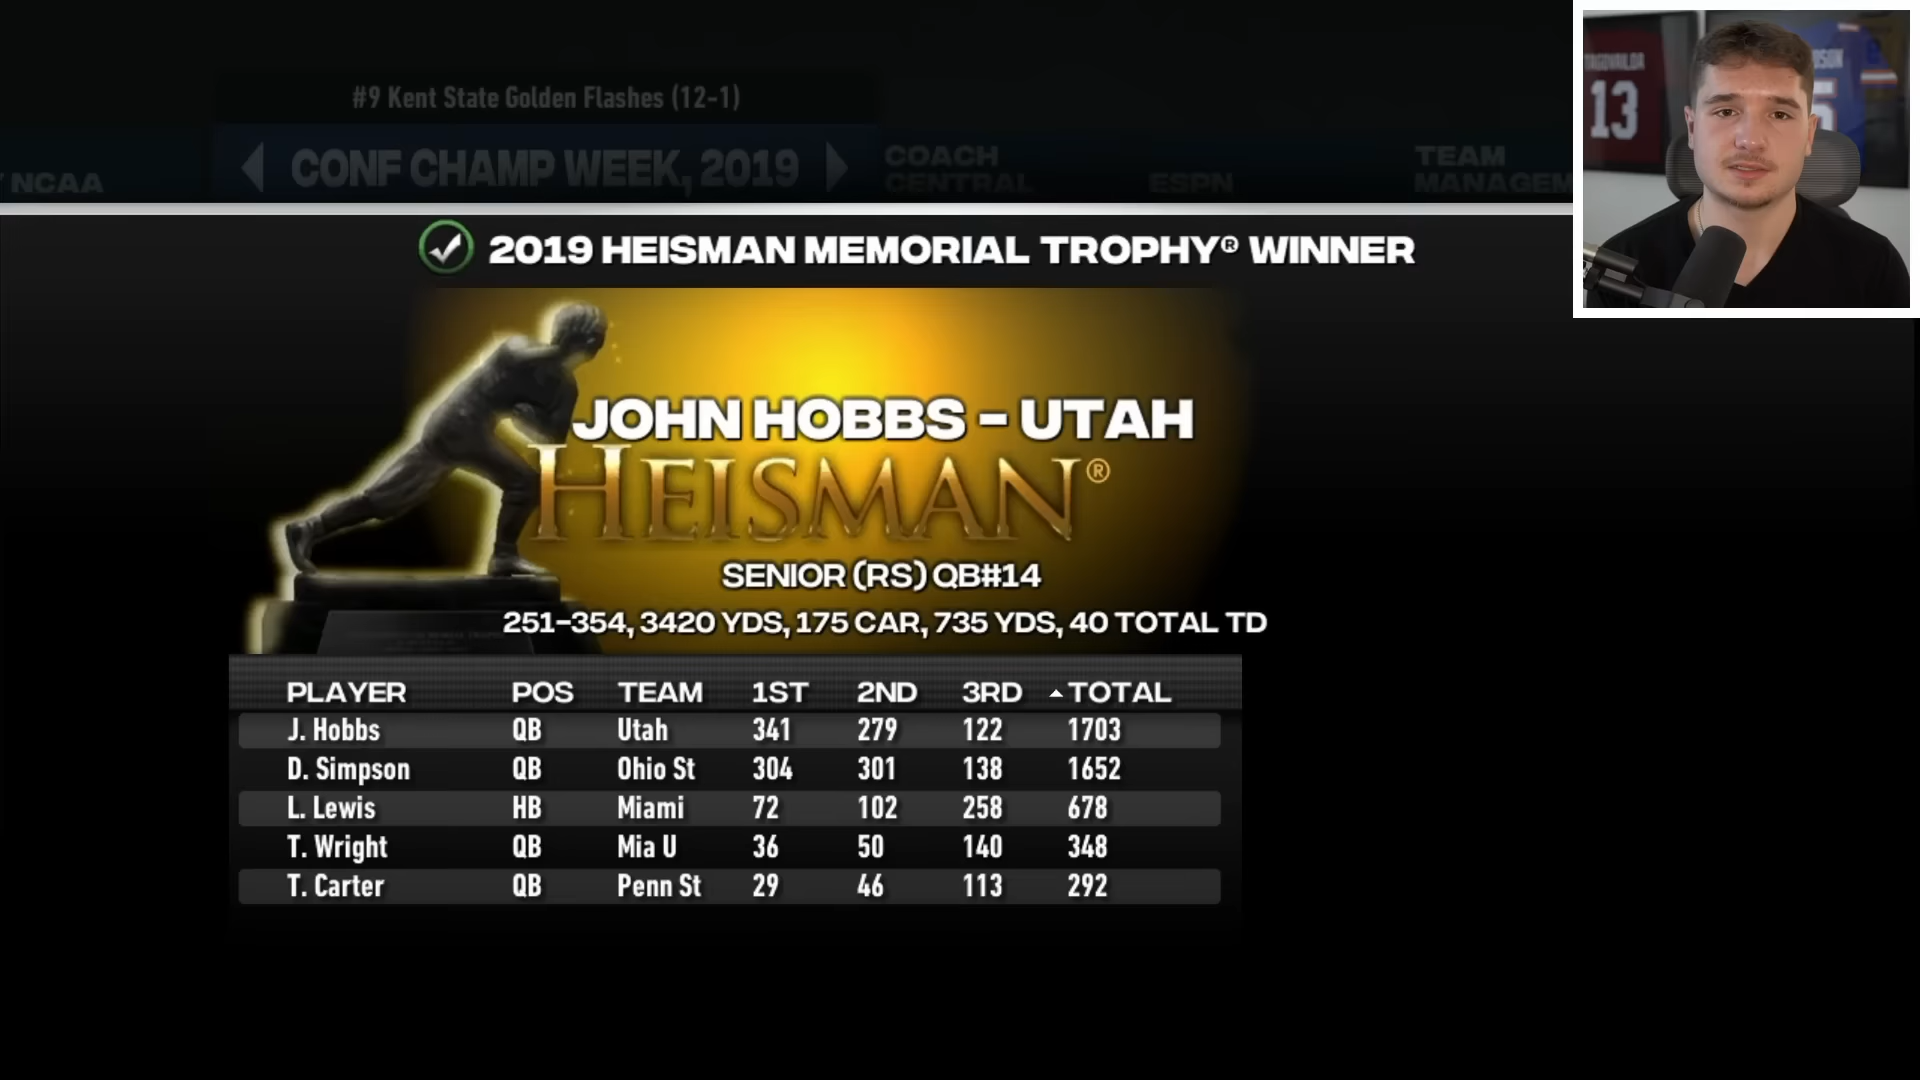 #9 Kent State Golden Flashes (12-1)
NCAA
CONF CHAMP WEEK, 2019
COACH CENTRAL
ESPN
TEAM MANAGEM
13
2019 HEISMAN MEMORIAL TROPHY® WINNER
JOHN HOBBS - UTAH
HEISMAN®
SENIOR (RS) QB#14
251-354, 3420 YDS, 175 CAR, 735 YDS, 40 TOTAL TD
PLAYER POS TEAM 1ST 2ND 3RD TOTAL
J. Hobbs QB Utah 341 279 122 1703
D. Simpson QB Ohio St 304 301 138 1652
L. Lewis HB Miami 72 102 258 678
T. Wright QB Mia U 36 50 140 348
T. Carter QB Penn St 29 46 113 292